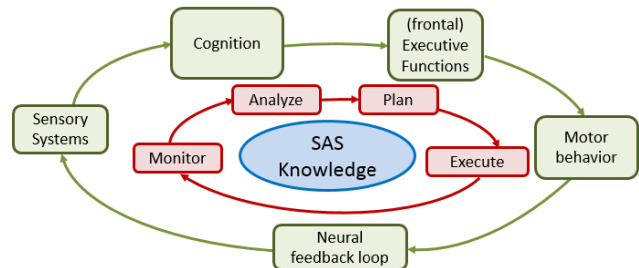 Cognition
(frontal)
Executive
Functions
Analyze
Plan
Sensory
Systems
SAS
Knowledge
Monitor
Execute
Motor
behavior
Neural
feedback loop